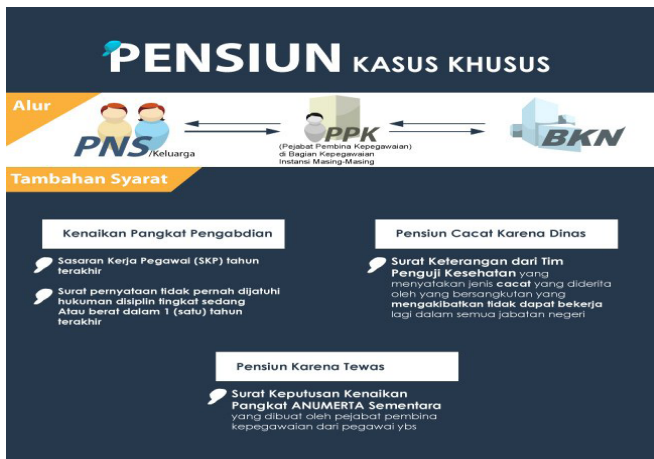 PENSIUN KASUS KHUSUS
Alur
PNS/Keluarga
PPK
(Pejabat Pembina Kepegawaian)
di Bagian Kepegawaian
Instansi Masing-Masing
BKN
Tambahan Syarat
Kenaikan Pangkat Pengabdian
Sasaran Kerja Pegawai (SKP) tahun
terakhir
Surat pernyataan tidak pernah dijatuhi
hukuman disiplin tingkat sedang
Atau berat dalam 1 (satu) tahun
terakhir
Pensiun Cacat Karena Dinas
Surat Keterangan dari Tim
Penguji Kesehatan yang
menyatakan jenis cacat yang diderita
oleh yang bersangkutan yang
mengakibatkan tidak dapat bekerja
lagi dalam semua jabatan negeri
Pensiun Karena Tewas
Surat Keputusan Kenaikan
Pangkat ANUMERTA Sementara
yang dibuat oleh pejabat pembina
kepegawaian dari pegawai ybs